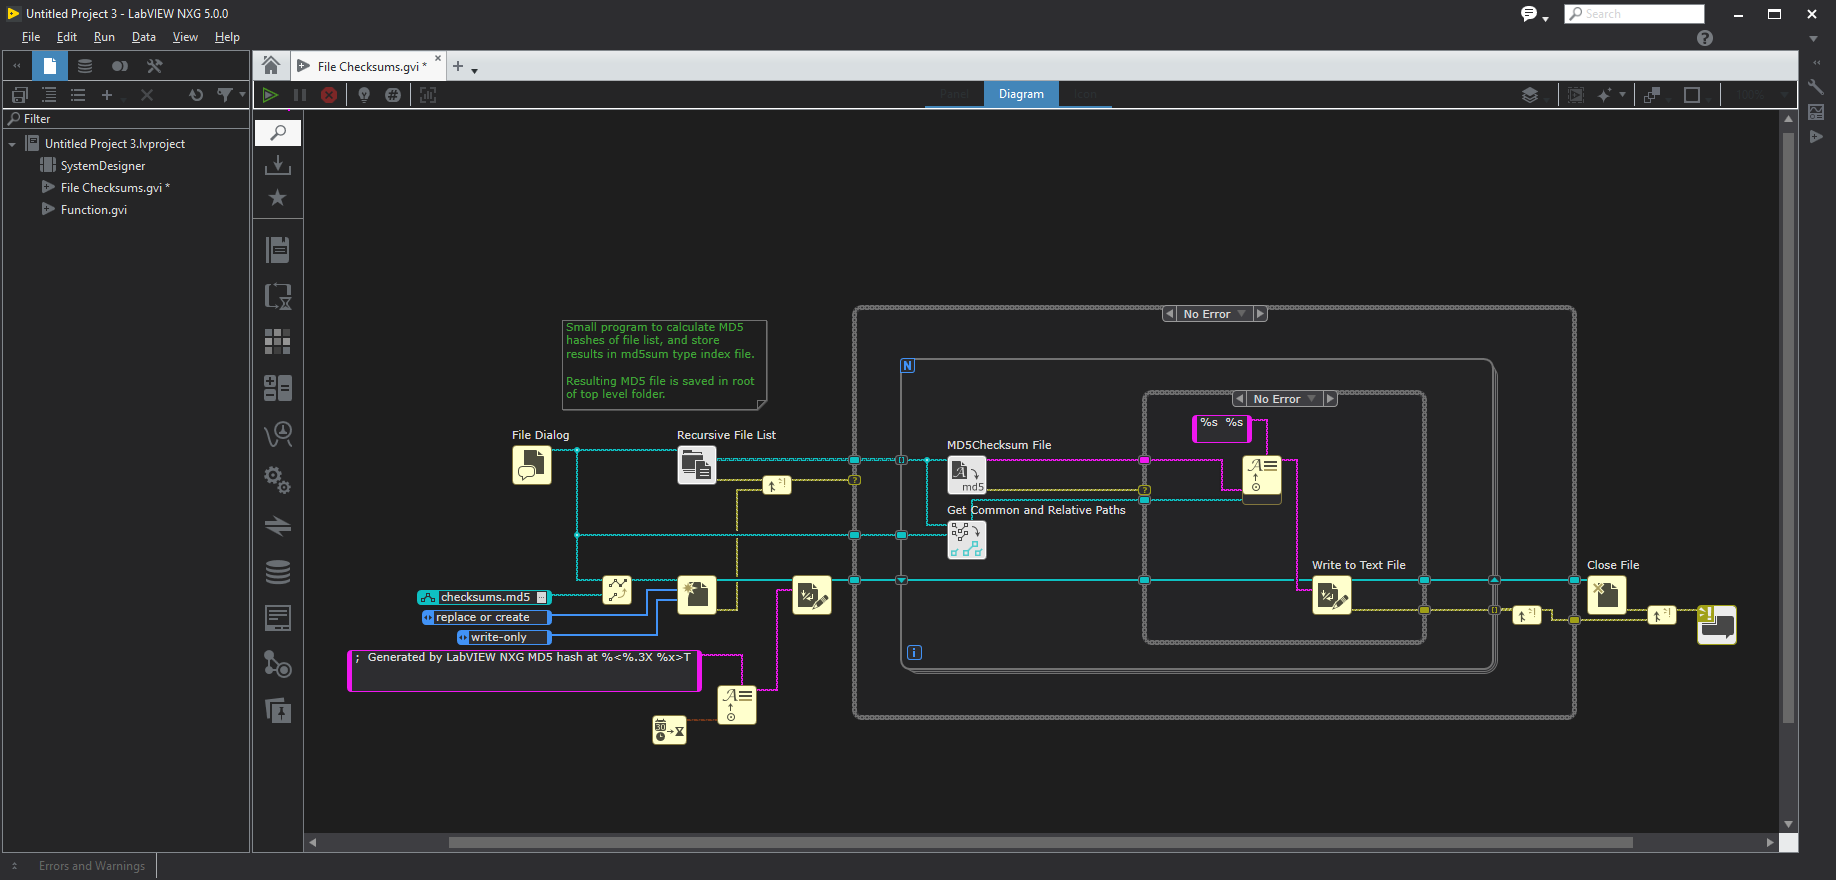 Untitled Project 3 - LabVIEW NXG 5.0.0
Search
File Edit Run Data View Help
File Checksums.gvi *
Panel Diagram Icon
100%
Filter
Untitled Project 3.lvproject
SystemDesigner
File Checksums.gvi *
Function.gvi
No Error
Small program to calculate MD5
hashes of file list, and store
results in md5sum type index file.
Resulting MD5 file is saved in root
of top level folder.
N
No Error
%s  %s
File Dialog
Recursive File List
MD5Checksum File
md5
Get Common and Relative Paths
Write to Text File
Close File
checksums.md5
replace or create
write-only
i
; Generated by LabVIEW NXG MD5 hash at %<%.3X %x>T
30
Errors and Warnings